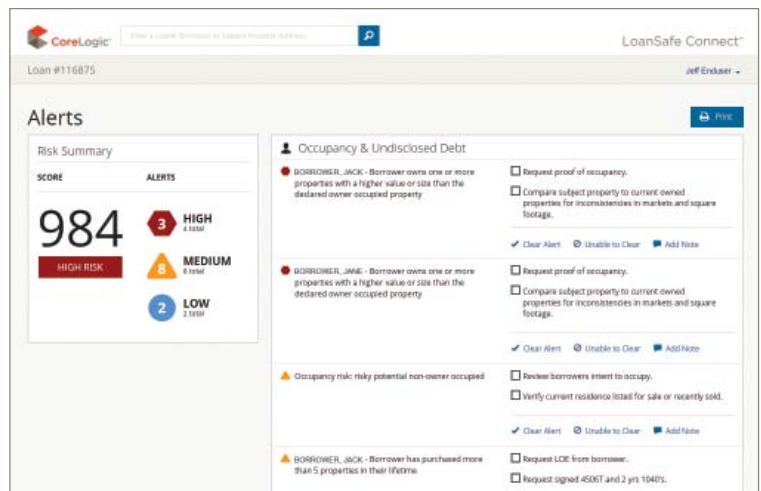 CoreLogic
Enter a Loan#, Borrower or Subject Property Address
LoanSafe Connect™
Loan #116875
Jeff Enduser
Alerts
Print
Risk Summary
SCORE ALERTS
984
HIGH RISK
3 HIGH
4 total
8 MEDIUM
8 total
2 LOW
2 total
Occupancy & Undisclosed Debt
BORROWER, JACK - Borrower owns one or more
properties with a higher value or size than the
declared owner occupied property
Request proof of occupancy.
Compare subject property to current owned
properties for inconsistencies in markets and square
footage.
Clear Alert Unable to Clear Add Note
BORROWER, JANE - Borrower owns one or more
properties with a higher value or size than the
declared owner occupied property
Request proof of occupancy.
Compare subject property to current owned
properties for inconsistencies in markets and square
footage.
Clear Alert Unable to Clear Add Note
Occupancy risk: risky potential non-owner occupied
Review borrowers intent to occupy.
Verify current residence listed for sale or recently sold.
Clear Alert Unable to Clear Add Note
BORROWER, JACK - Borrower has purchased more
than 5 properties in their lifetime
Request LOE from borrower.
Request signed 4506T and 2 yrs 1040's.